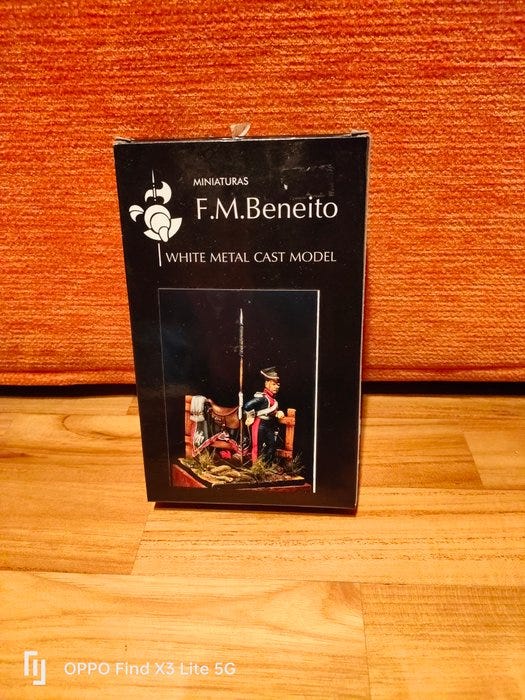 MINIATURAS
F.M.Beneito
WHITE METAL CAST MODEL
OPPO Find X3 Lite 5G